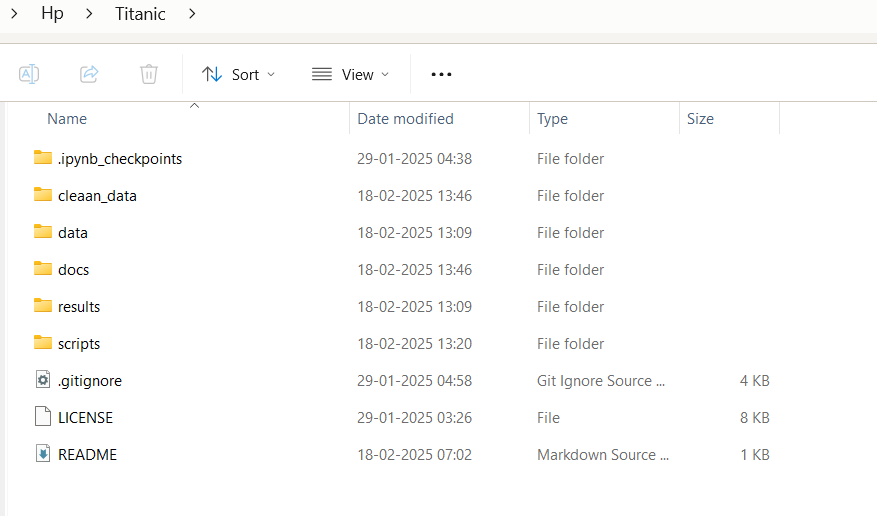 Hp Titanic
Sort View
Name Date modified Type Size
.ipynb_checkpoints 29-01-2025 04:38 File folder
cleaan_data 18-02-2025 13:46 File folder
data 18-02-2025 13:09 File folder
docs 18-02-2025 13:46 File folder
results 18-02-2025 13:09 File folder
scripts 18-02-2025 13:20 File folder
.gitignore 29-01-2025 04:58 Git Ignore Source ... 4 KB
LICENSE 29-01-2025 03:26 File 8 KB
README 18-02-2025 07:02 Markdown Source ... 1 KB